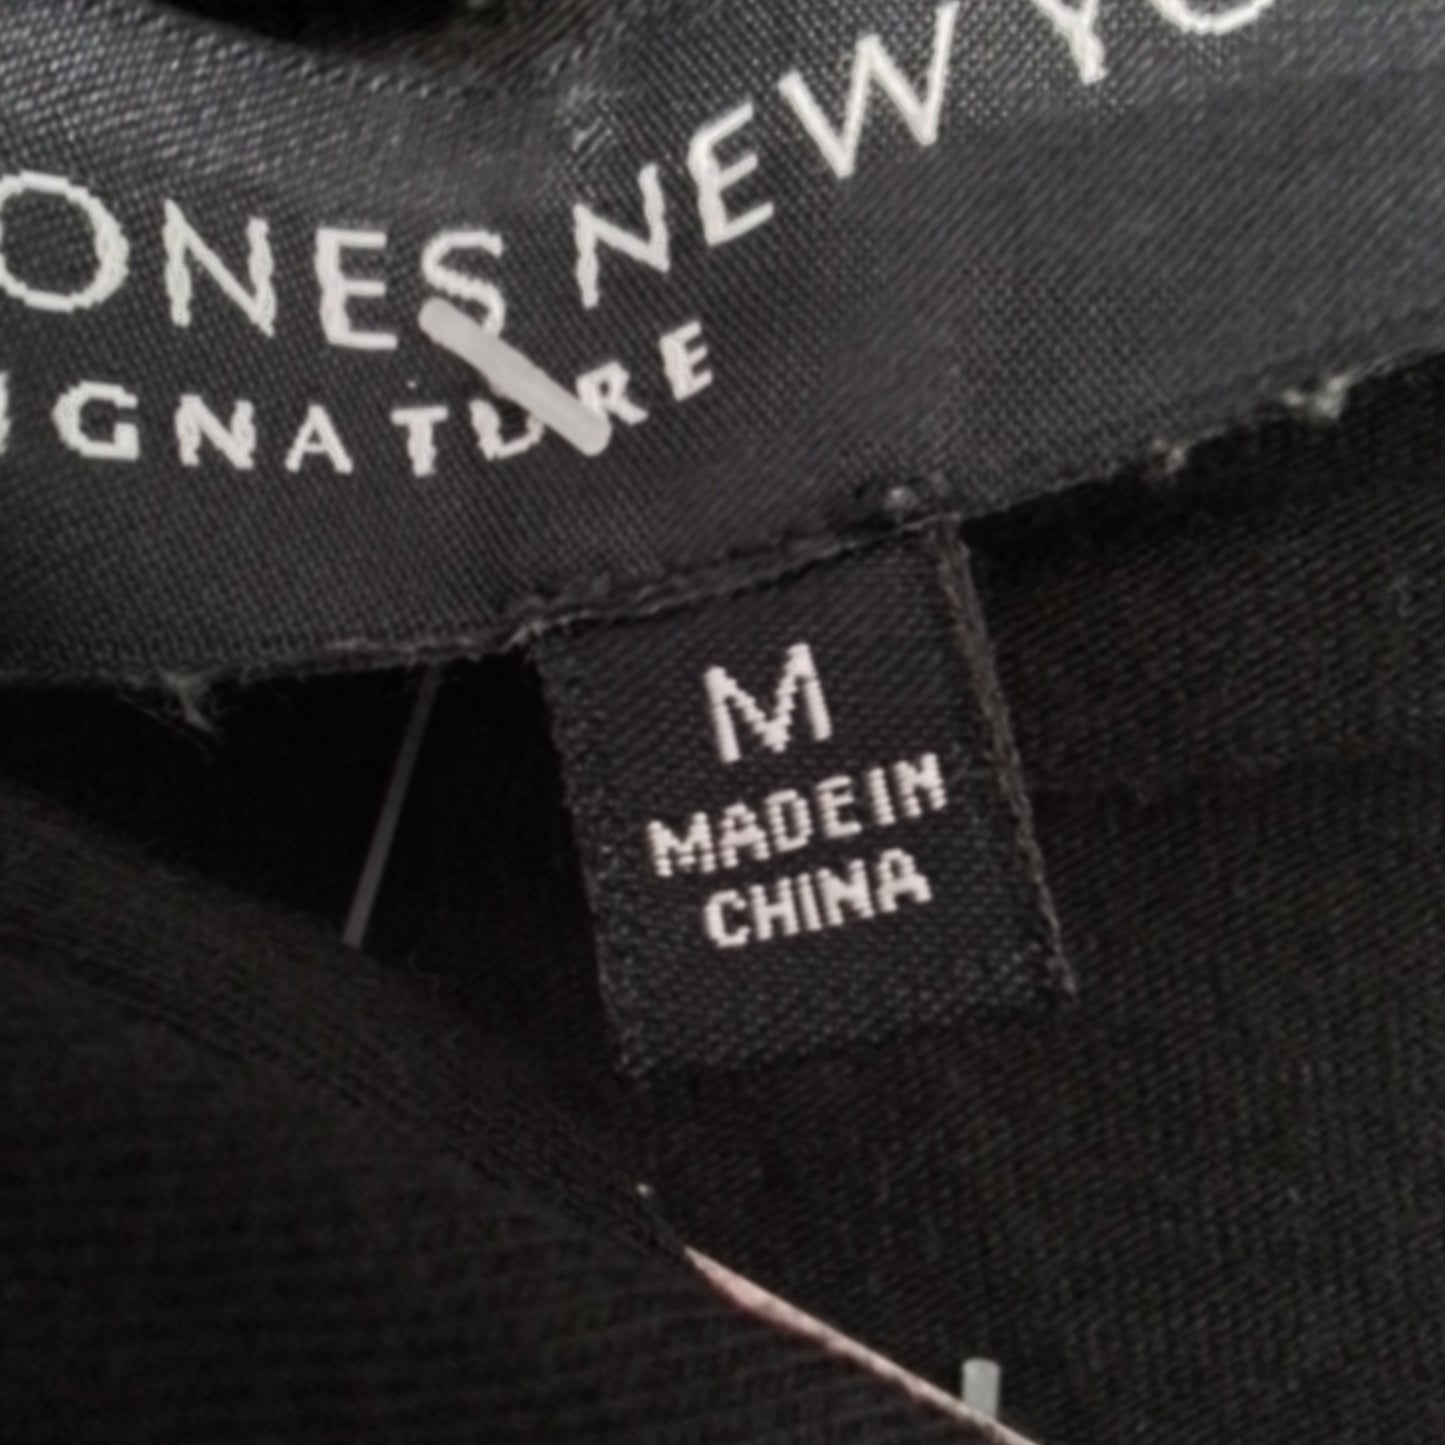 ONES NEW YO
IGNATURE
M
MADE IN
CHINA